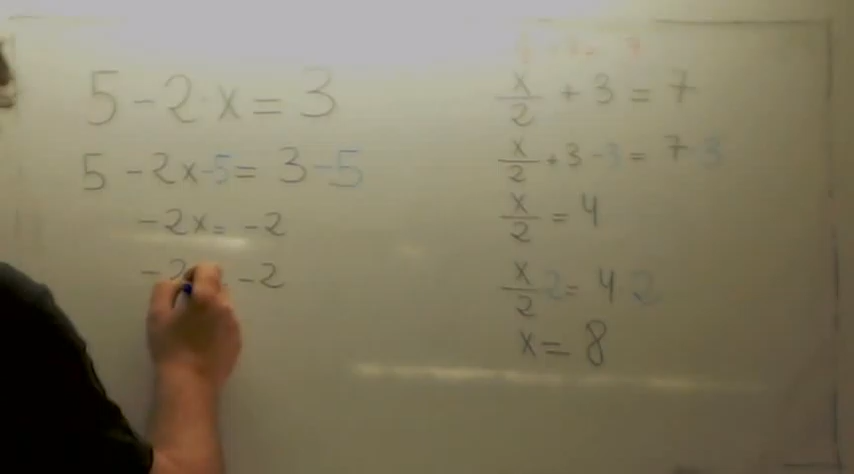 5 - 2 · x = 3
5 - 2x - 5 = 3 - 5
-2x = -2
-2 -2
x/2 + 3 = 7
x/2 + 3 - 3 = 7 - 3
x/2 = 4
x/2 · 2 = 4 · 2
x = 8